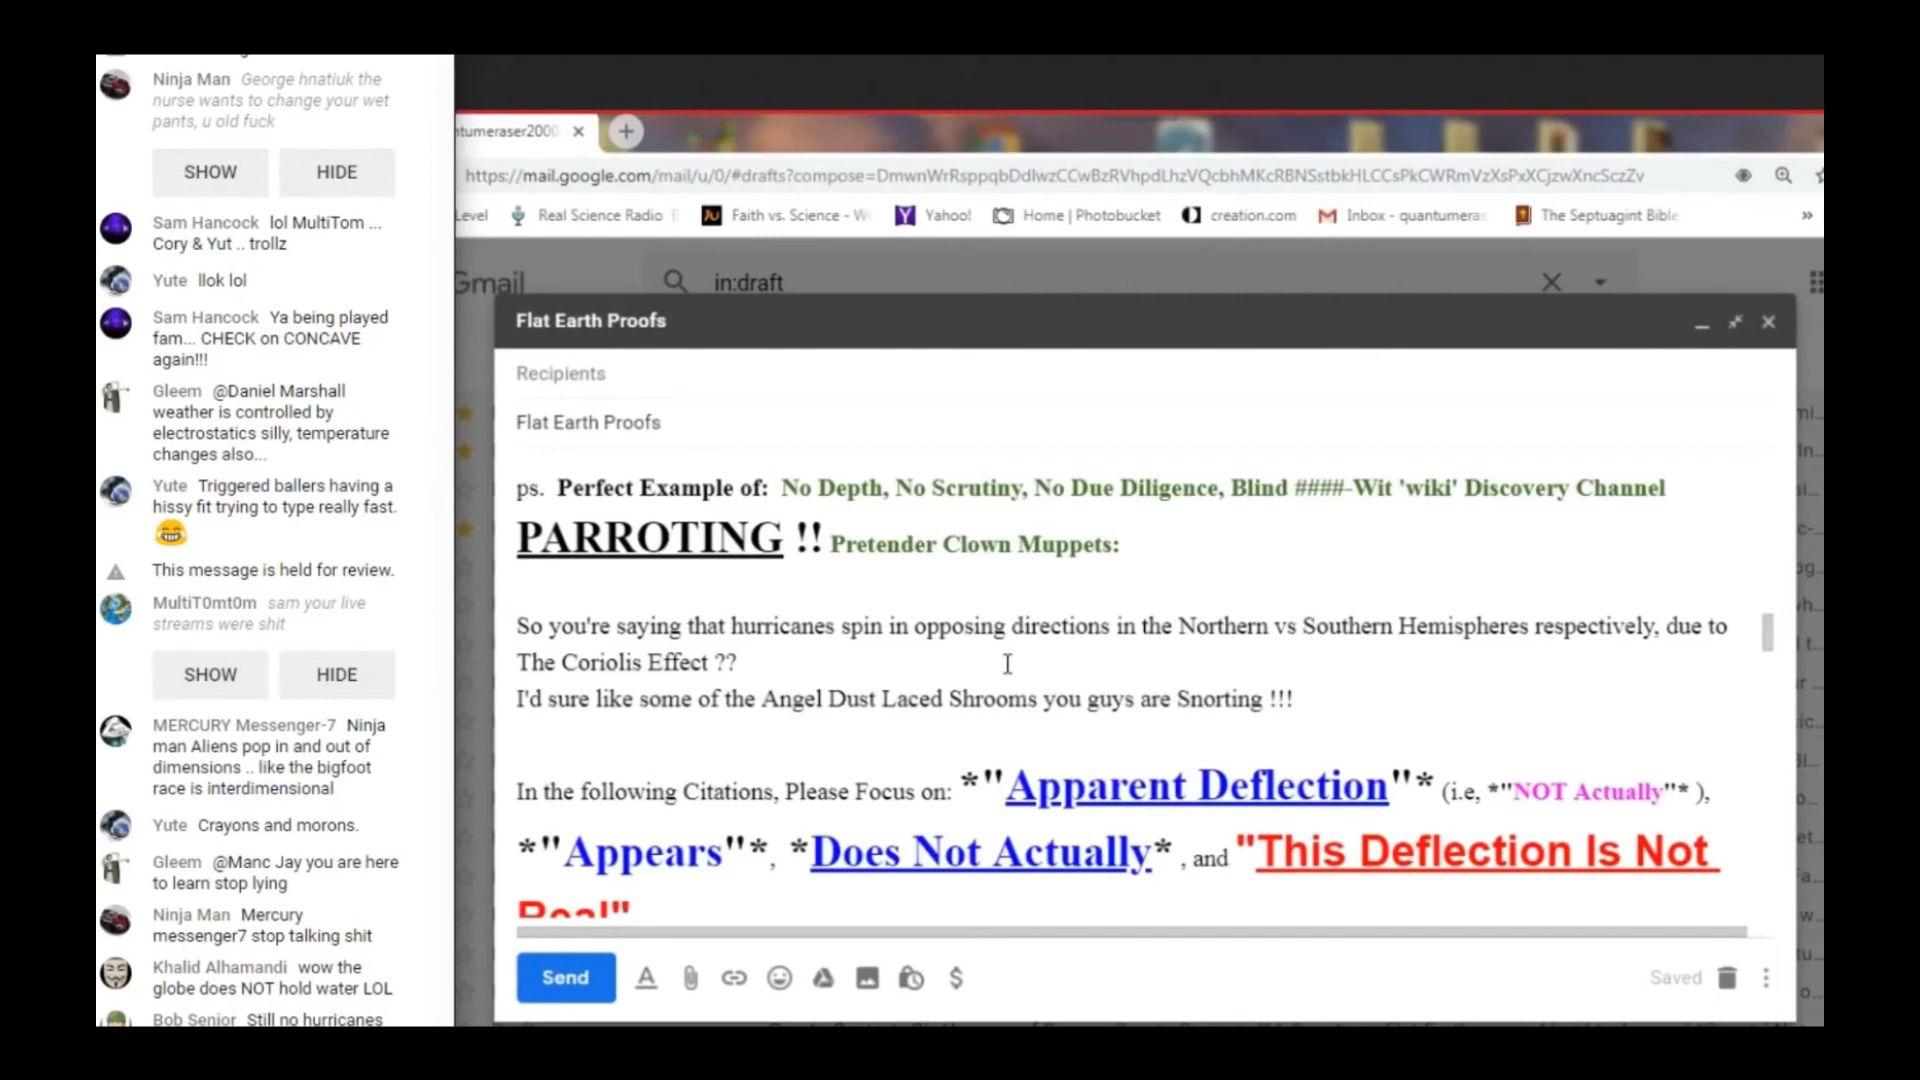 Ninja Man George hnatiuk the
nurse wants to change your wet
pants, u old fuck
SHOW HIDE
Sam Hancock lol MultiTom ...
Cory & Yut .. trollz
Yute llok lol
Sam Hancock Ya being played
fam... CHECK on CONCAVE
again!!!
Gleem @Daniel Marshall
weather is controlled by
electrostatics silly, temperature
changes also...
Yute Triggered ballers having a
hissy fit trying to type really fast.
This message is held for review.
MultiT0mt0m sam your live
streams were shit
SHOW HIDE
MERCURY Messenger-7 Ninja
man Aliens pop in and out of
dimensions .. like the bigfoot
race is interdimensional
Yute Crayons and morons.
Gleem @Manc Jay you are here
to learn stop lying
Ninja Man Mercury
messenger7 stop talking shit
Khalid Alhamandi wow the
globe does NOT hold water LOL
Bob Senior Still no hurricanes
ntumeraser2000
https://mail.google.com/mail/u/0/#drafts?compose=DmwnWrRsppqbDdlwzCCwBzRVhpdLhzVQcbhMKcRBNSstbkHLCCsPkCWRmVzXsPxXCjzwXncSczZv
Level Real Science Radio Faith vs. Science - W Yahoo! Home | Photobucket creation.com Inbox - quantumeras The Septuagint Bible »
Gmail in:draft
Flat Earth Proofs
Recipients
Flat Earth Proofs
ps. Perfect Example of: No Depth, No Scrutiny, No Due Diligence, Blind ####-Wit 'wiki' Discovery Channel
PARROTING !! Pretender Clown Muppets:
So you're saying that hurricanes spin in opposing directions in the Northern vs Southern Hemispheres respectively, due to
The Coriolis Effect ??
I'd sure like some of the Angel Dust Laced Shrooms you guys are Snorting !!!
In the following Citations, Please Focus on: *"Apparent Deflection"* (i.e, *"NOT Actually"* ),
*"Appears"*, *Does Not Actually* , and "This Deflection Is Not
Real"
Send Saved